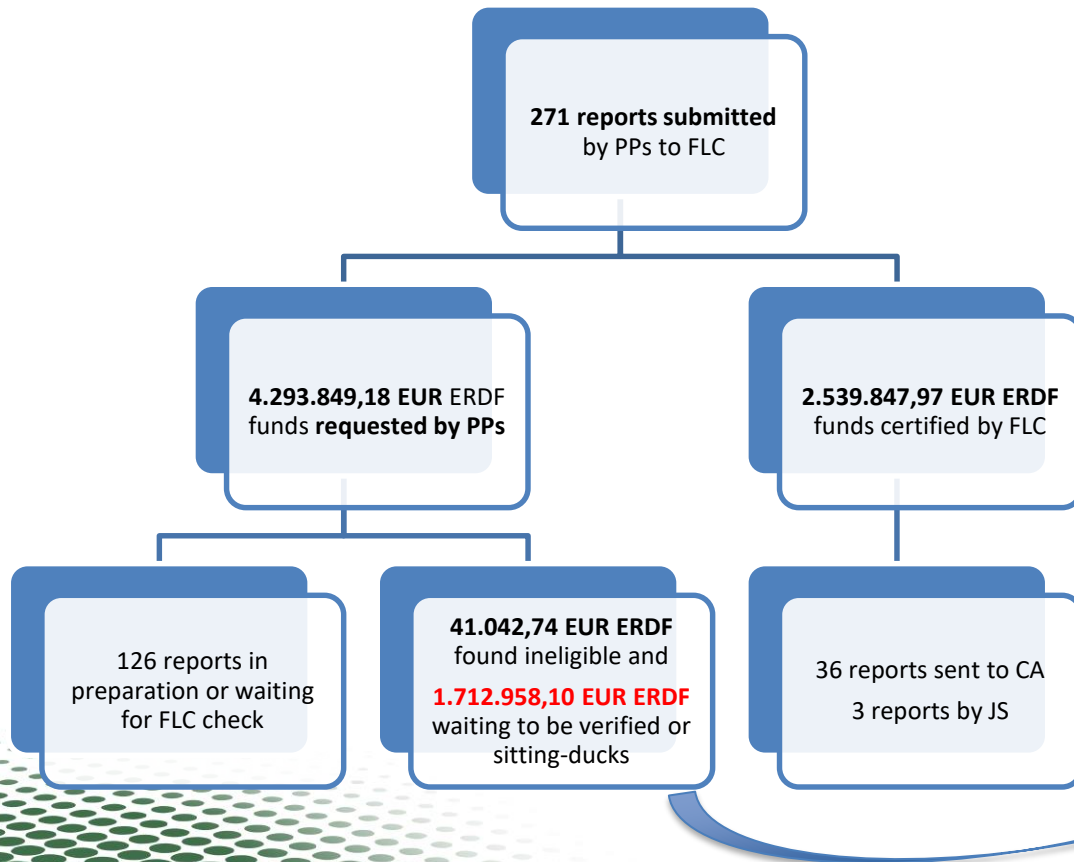 271 reports submitted
by PPs to FLC
4.293.849,18 EUR ERDF
funds requested by PPs
2.539.847,97 EUR ERDF
funds certified by FLC
126 reports in
preparation or waiting
for FLC check
41.042,74 EUR ERDF
found ineligible and
1.712.958,10 EUR ERDF
waiting to be verified or
sitting-ducks
36 reports sent to CA
3 reports by JS